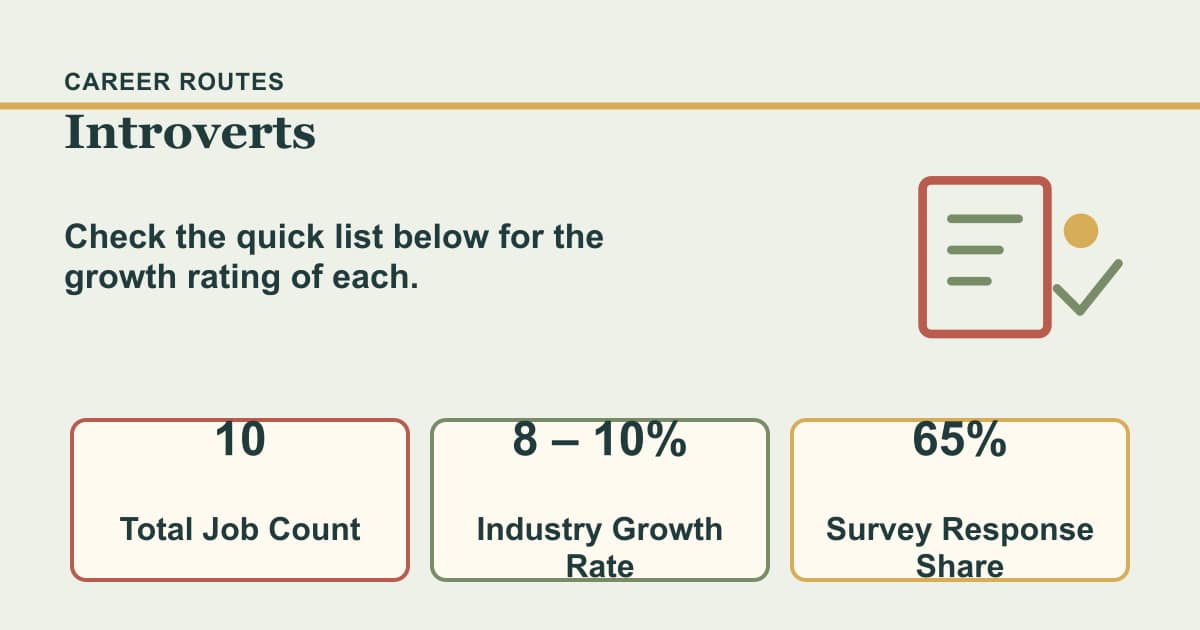 CAREER ROUTES
Introverts
Check the quick list below for the
growth rating of each.
10
Total Job Count
8 – 10%
Industry Growth
Rate
65%
Survey Response
Share